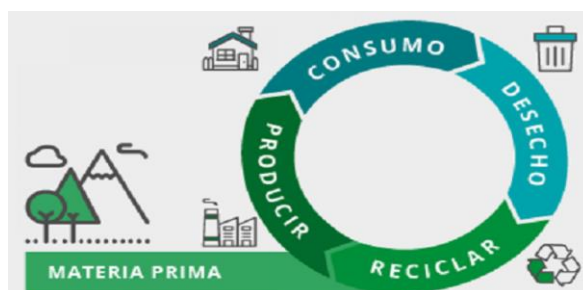 CONSUMO
DESECHO
PRODUCIR
RECICLAR
MATERIA PRIMA